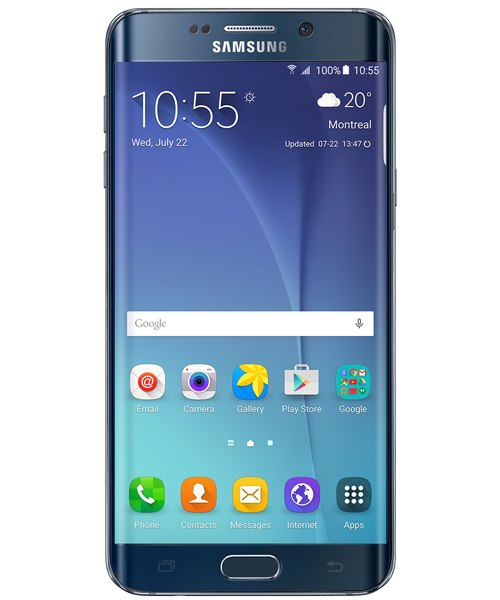 SAMSUNG
100% 10:55
10:55
20°
Montreal
Wed, July 22
Updated 07-22 13:47
Google
Email Camera Gallery Play Store Google
Phone Contacts Messages Internet Apps